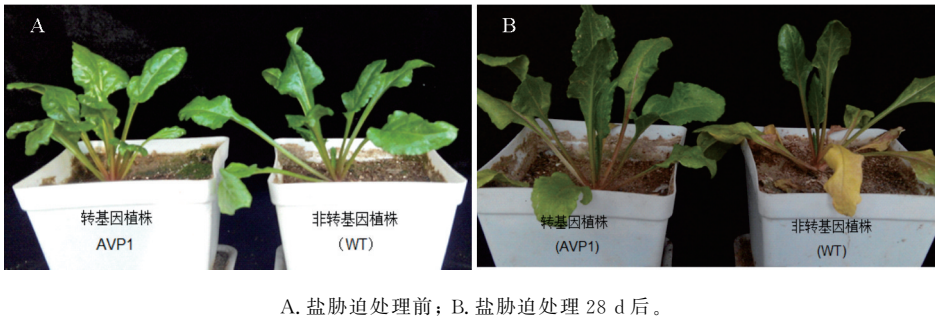 A
转基因植株
AVP1
非转基因植株
（WT）
B
转基因植株
(AVP1)
非转基因植株
(WT)
A. 盐胁迫处理前；B. 盐胁迫处理 28 d 后。